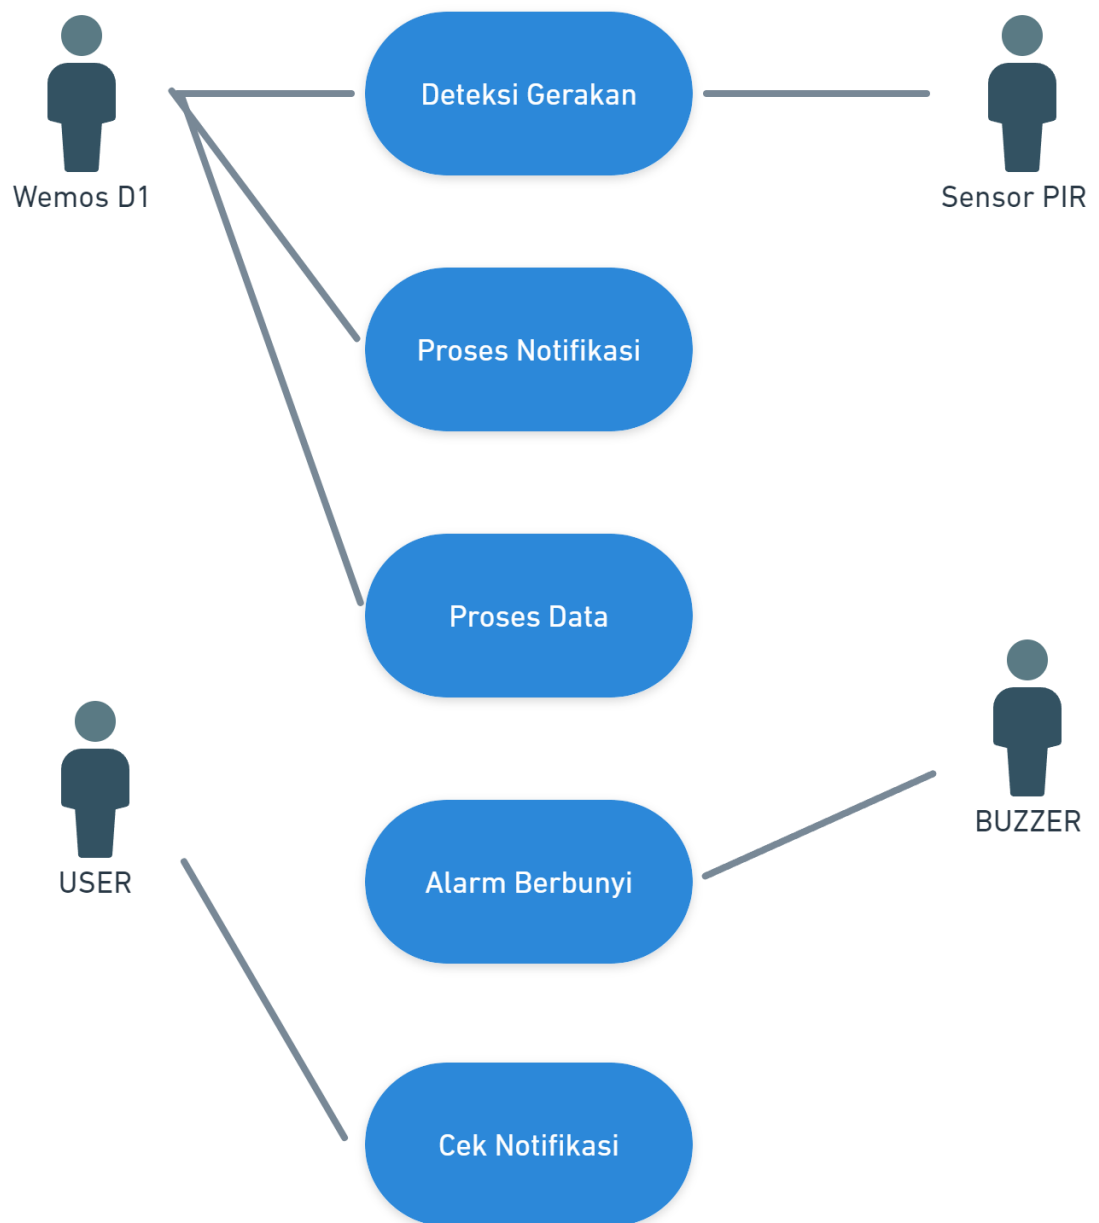 Deteksi Gerakan
Wemos D1
Sensor PIR
Proses Notifikasi
Proses Data
BUZZER
USER
Alarm Berbunyi
Cek Notifikasi